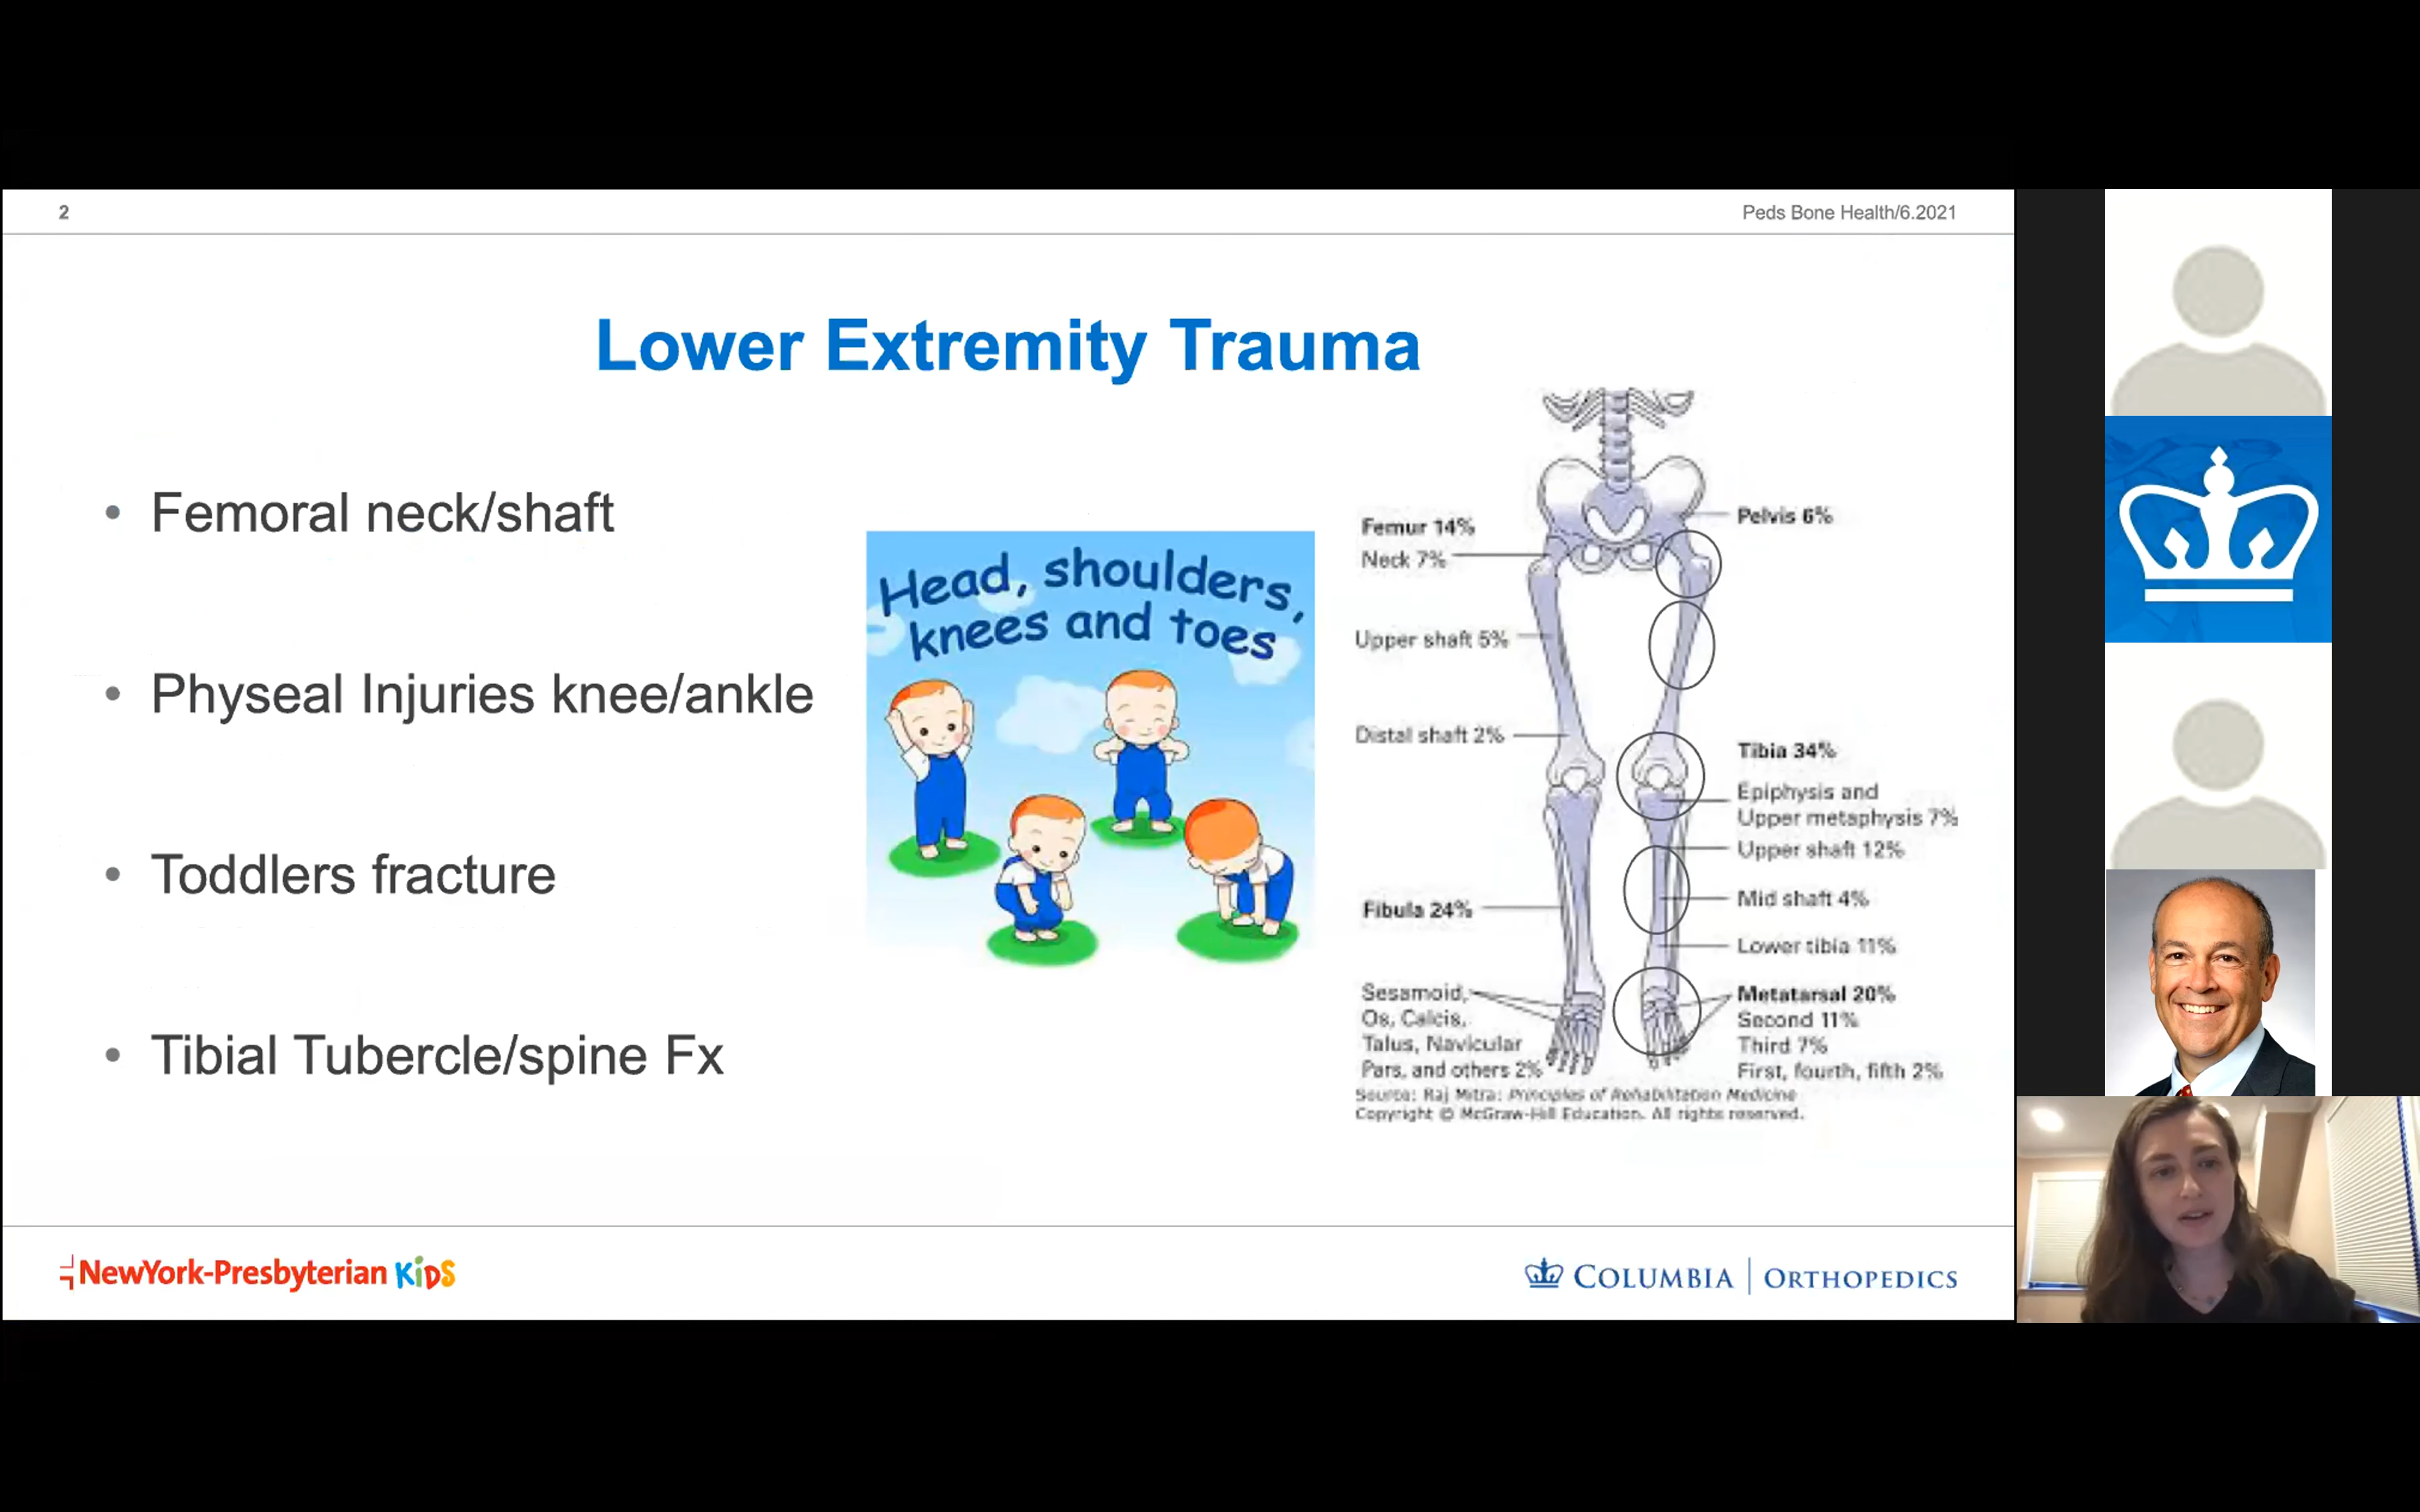 2
Peds Bone Health/6.2021
Lower Extremity Trauma
• Femoral neck/shaft
• Physeal Injuries knee/ankle
• Toddlers fracture
• Tibial Tubercle/spine Fx
Head, shoulders,
knees and toes
Femur 14%
Neck 7%
Upper shaft 5%
Distal shaft 2%
Fibula 24%
Sesamoid,
Os, Calcis,
Talus, Navicular
Pars, and others 2%
Pelvis 6%
Tibia 34%
Epiphysis and
Upper metaphysis 7%
Upper shaft 12%
Mid shaft 4%
Lower tibia 11%
Metatarsal 20%
Second 11%
Third 7%
First, fourth, fifth 2%
Source: Raj Mitra: Principles of Rehabilitation Medicine
Copyright © McGraw-Hill Education. All rights reserved.
NewYork-Presbyterian KiDS
COLUMBIA | ORTHOPEDICS